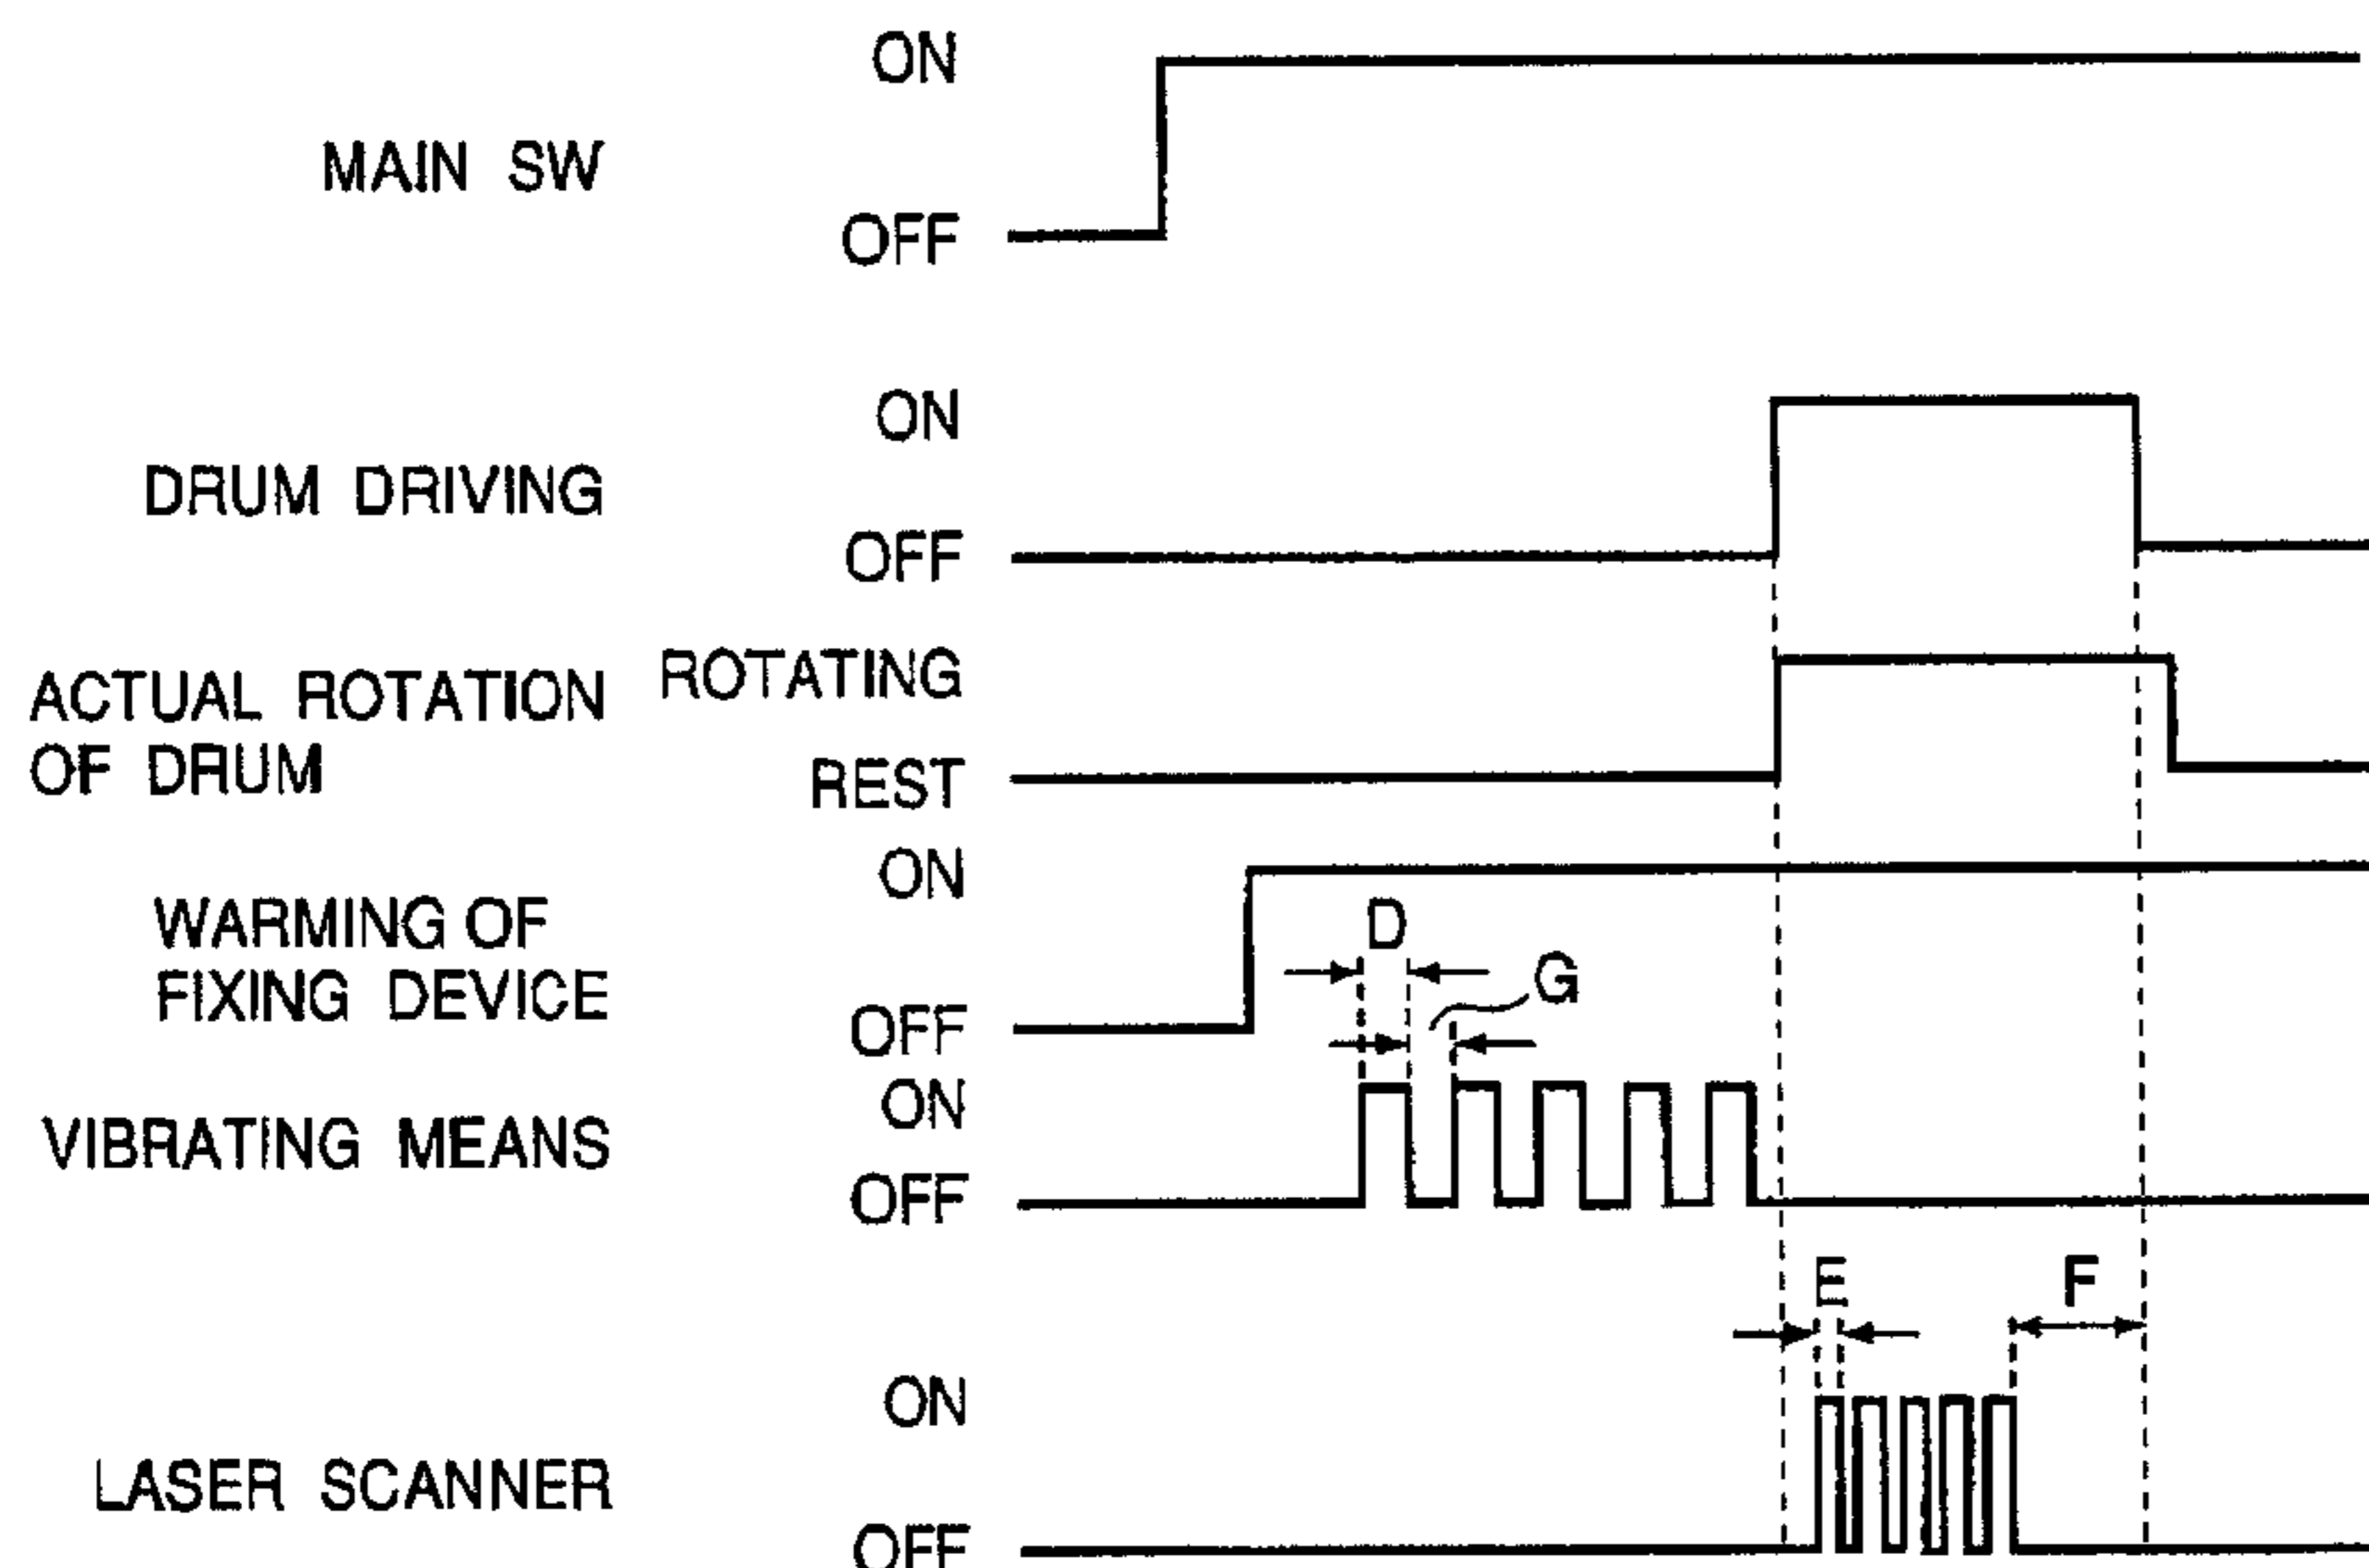 ON
MAIN SW
OFF
ON
DRUM DRIVING
OFF
ROTATING
ACTUAL ROTATION
OF DRUM
REST
ON
WARMING OF
FIXING DEVICE
OFF
D
G
ON
VIBRATING MEANS
OFF
E
F
ON
LASER SCANNER
OFF